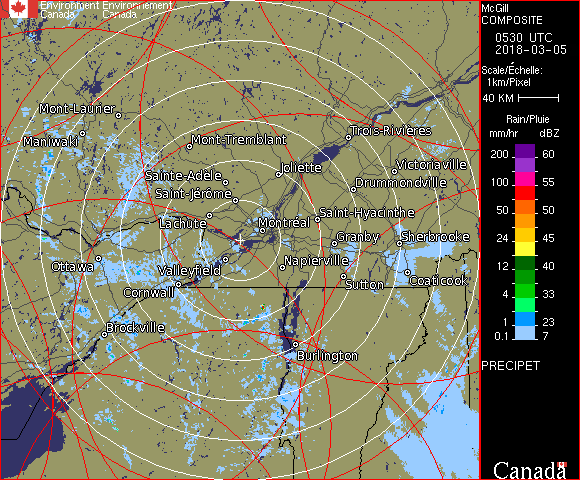 Environment Environnement
Canada Canada
McGill
COMPOSITE
0530 UTC
2018-03-05
Scale/Échelle:
1km/Pixel
40 KM
Rain/Pluie
mm/hr dBZ
200 60
100 55
50 50
24 45
12 40
4 33
1 23
0.1 7
PRECIPET
Canada
Mont-Laurier
Maniwaki
Mont-Tremblant
Trois-Rivières
Sainte-Adèle
Joliette
Victoriaville
Saint-Jérôme
Drummondville
Lachute
Montréal
Saint-Hyacinthe
Granby
Sherbrooke
Ottawa
Valleyfield
Napierville
Cornwall
Sutton
Coaticook
Brockville
Burlington